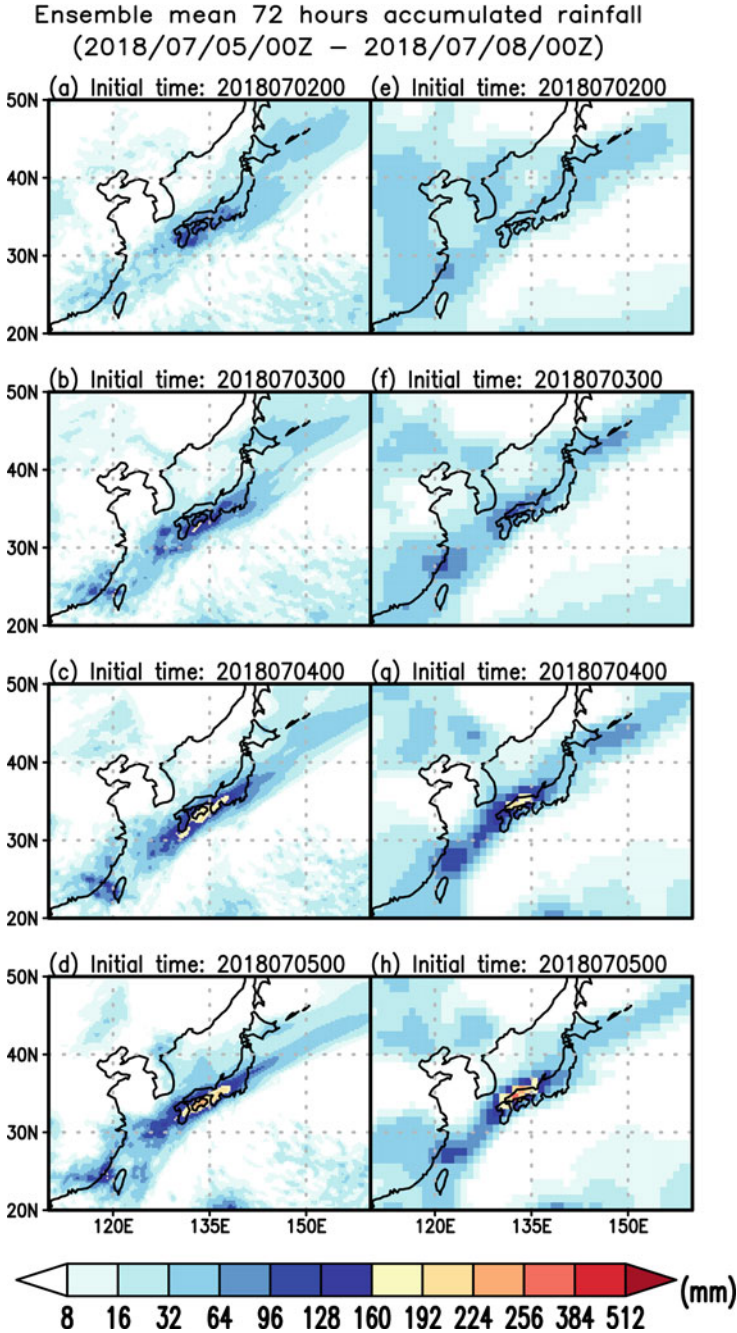 Ensemble mean 72 hours accumulated rainfall
(2018/07/05/00Z – 2018/07/08/00Z)
(a) Initial time: 2018070200 (e) Initial time: 2018070200
50N
40N
30N
20N
(b) Initial time: 2018070300 (f) Initial time: 2018070300
50N
40N
30N
20N
(c) Initial time: 2018070400 (g) Initial time: 2018070400
50N
40N
30N
20N
(d) Initial time: 2018070500 (h) Initial time: 2018070500
50N
40N
30N
20N
120E 135E 150E 120E 135E 150E
(mm)
8 16 32 64 96 128 160 192 224 256 384 512